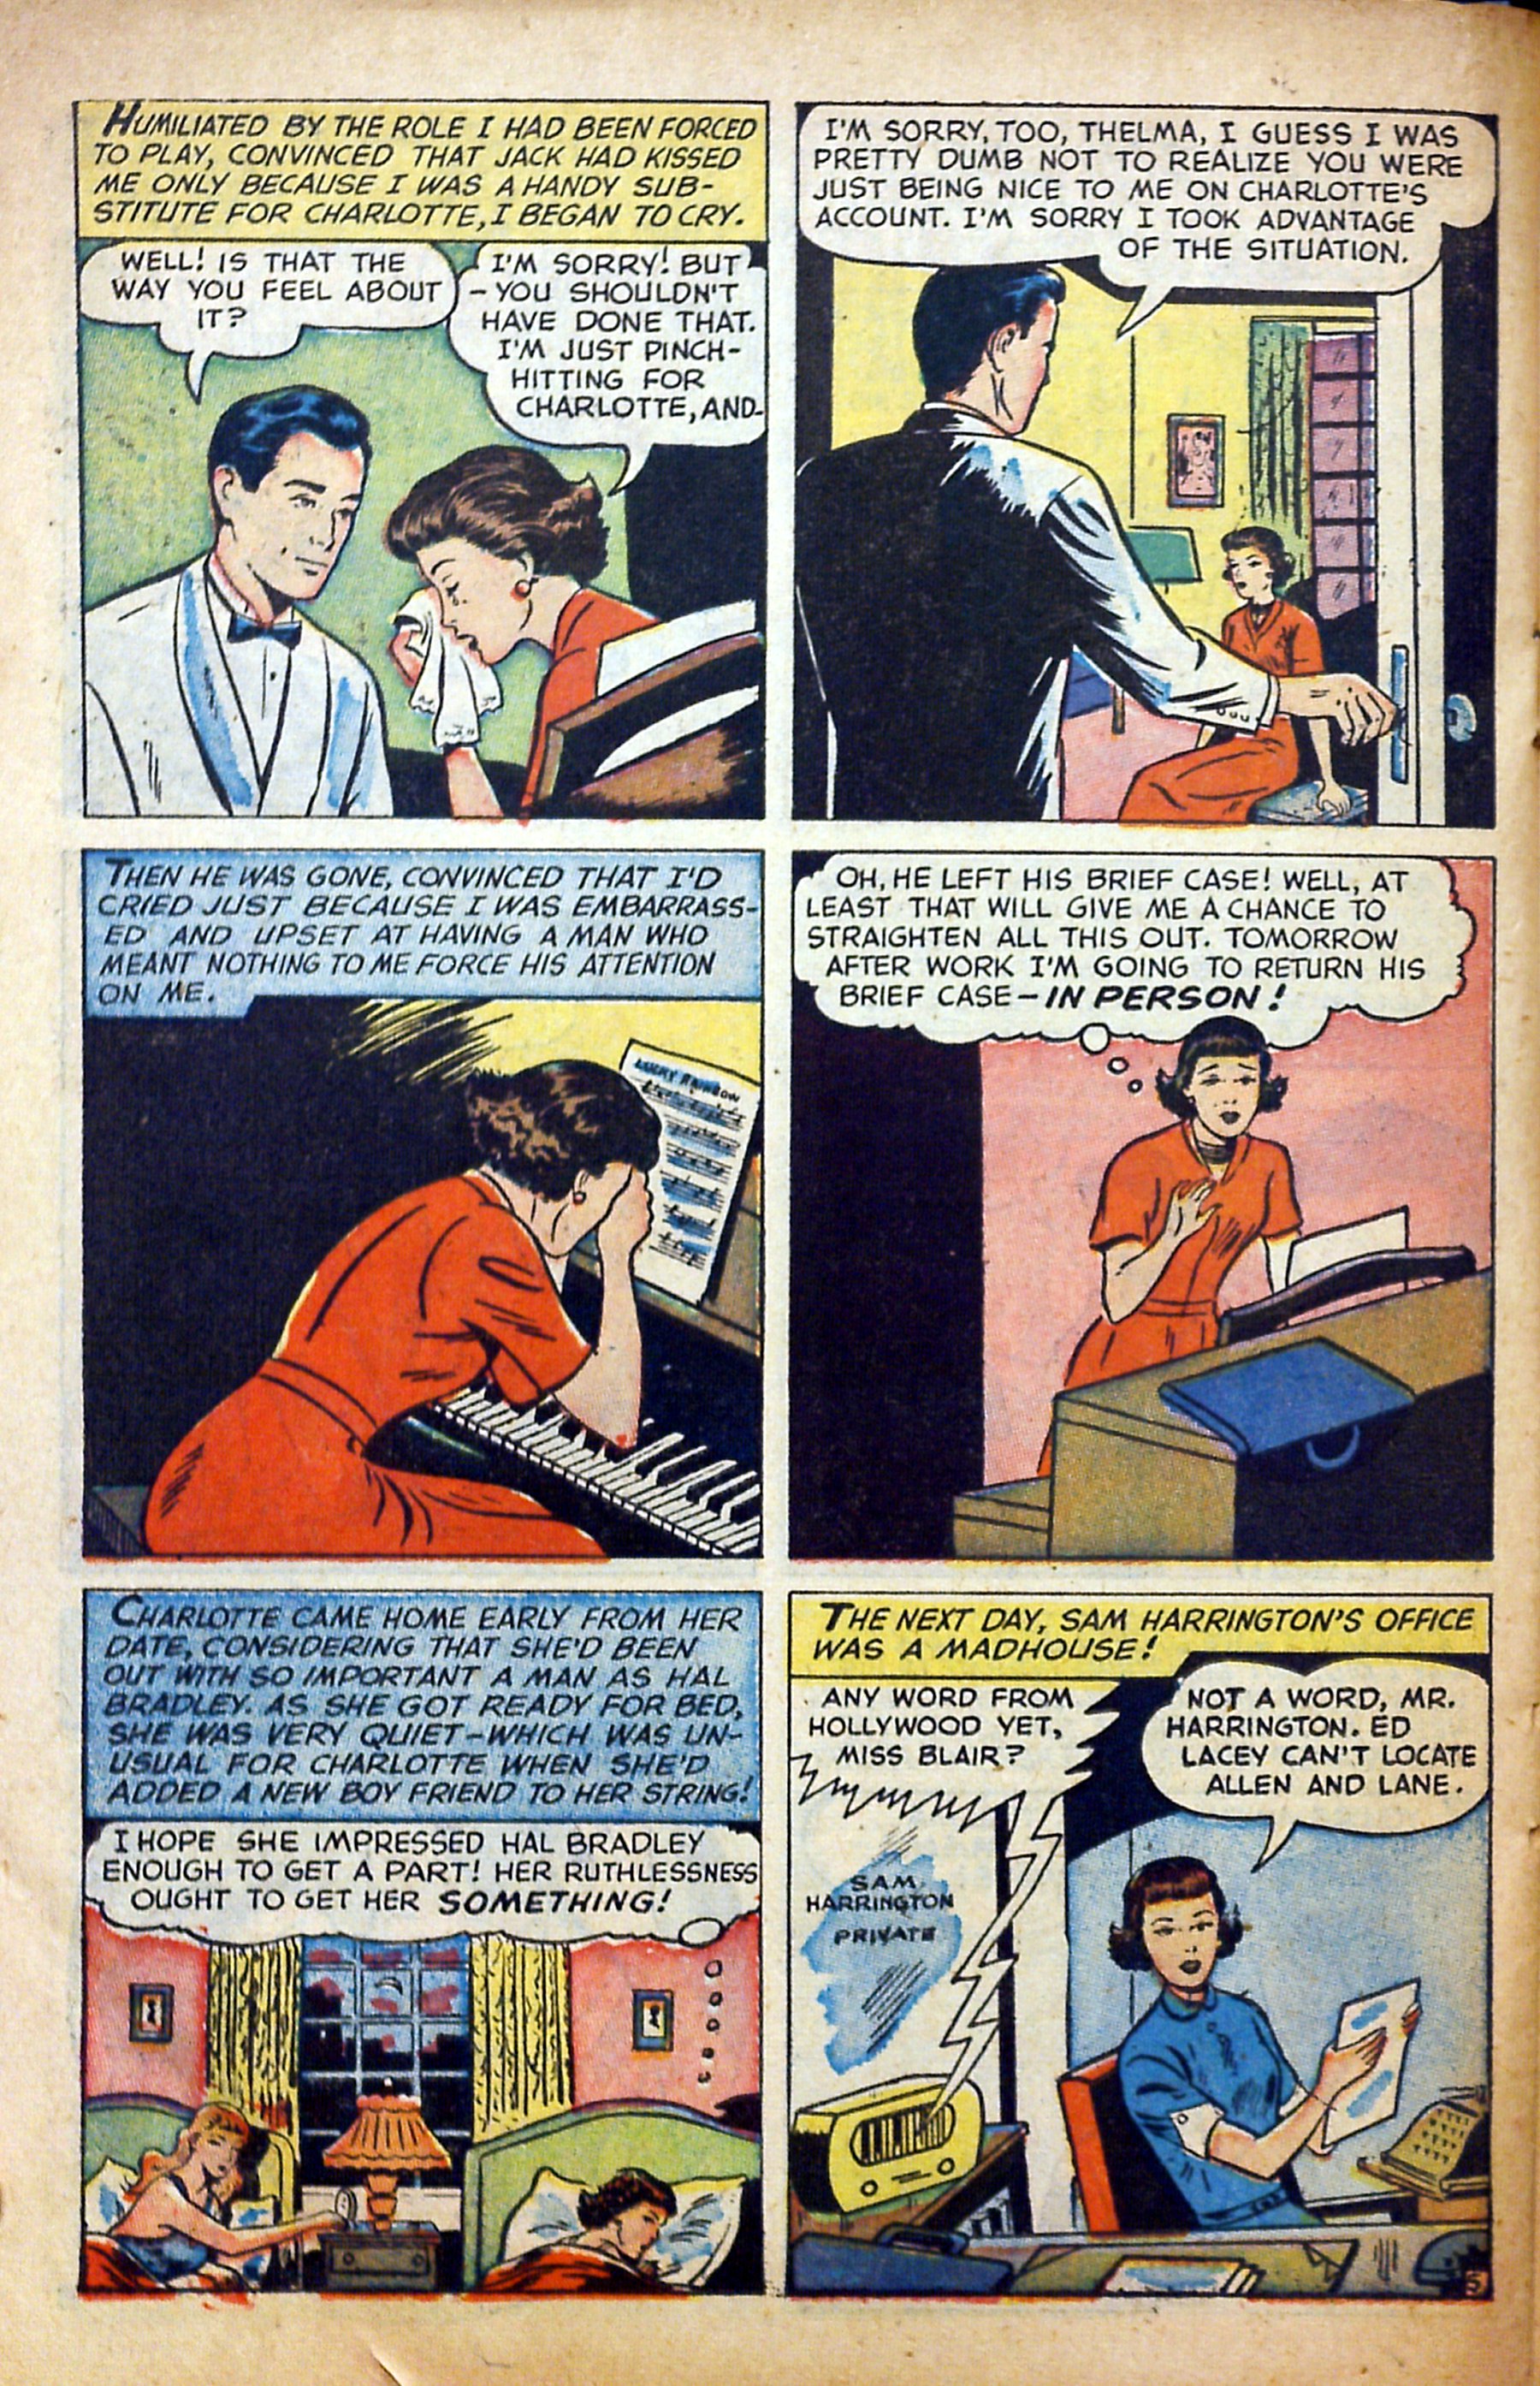 HUMILIATED BY THE ROLE I HAD BEEN FORCED
TO PLAY, CONVINCED THAT JACK HAD KISSED
ME ONLY BECAUSE I WAS A HANDY SUB-
STITUTE FOR CHARLOTTE, I BEGAN TO CRY.
WELL! IS THAT THE
WAY YOU FEEL ABOUT
IT?
I'M SORRY! BUT
- YOU SHOULDN'T
HAVE DONE THAT.
I'M JUST PINCH-
HITTING FOR
CHARLOTTE, AND-
I'M SORRY, TOO, THELMA, I GUESS I WAS
PRETTY DUMB NOT TO REALIZE YOU WERE
JUST BEING NICE TO ME ON CHARLOTTE'S
ACCOUNT. I'M SORRY I TOOK ADVANTAGE
OF THE SITUATION.
THEN HE WAS GONE, CONVINCED THAT I'D
CRIED JUST BECAUSE I WAS EMBARRASS-
ED AND UPSET AT HAVING A MAN WHO
MEANT NOTHING TO ME FORCE HIS ATTENTION
ON ME.
LUCKY RAINBOW
OH, HE LEFT HIS BRIEF CASE! WELL, AT
LEAST THAT WILL GIVE ME A CHANCE TO
STRAIGHTEN ALL THIS OUT. TOMORROW
AFTER WORK I'M GOING TO RETURN HIS
BRIEF CASE - IN PERSON!
CHARLOTTE CAME HOME EARLY FROM HER
DATE, CONSIDERING THAT SHE'D BEEN
OUT WITH SO IMPORTANT A MAN AS HAL
BRADLEY. AS SHE GOT READY FOR BED,
SHE WAS VERY QUIET - WHICH WAS UN-
USUAL FOR CHARLOTTE WHEN SHE'D
ADDED A NEW BOY FRIEND TO HER STRING!
I HOPE SHE IMPRESSED HAL BRADLEY
ENOUGH TO GET A PART! HER RUTHLESSNESS
OUGHT TO GET HER SOMETHING!
THE NEXT DAY, SAM HARRINGTON'S OFFICE
WAS A MADHOUSE!
ANY WORD FROM
HOLLYWOOD YET,
MISS BLAIR?
NOT A WORD, MR.
HARRINGTON. ED
LACEY CAN'T LOCATE
ALLEN AND LANE.
SAM
HARRINGTON
PRIVATE
5